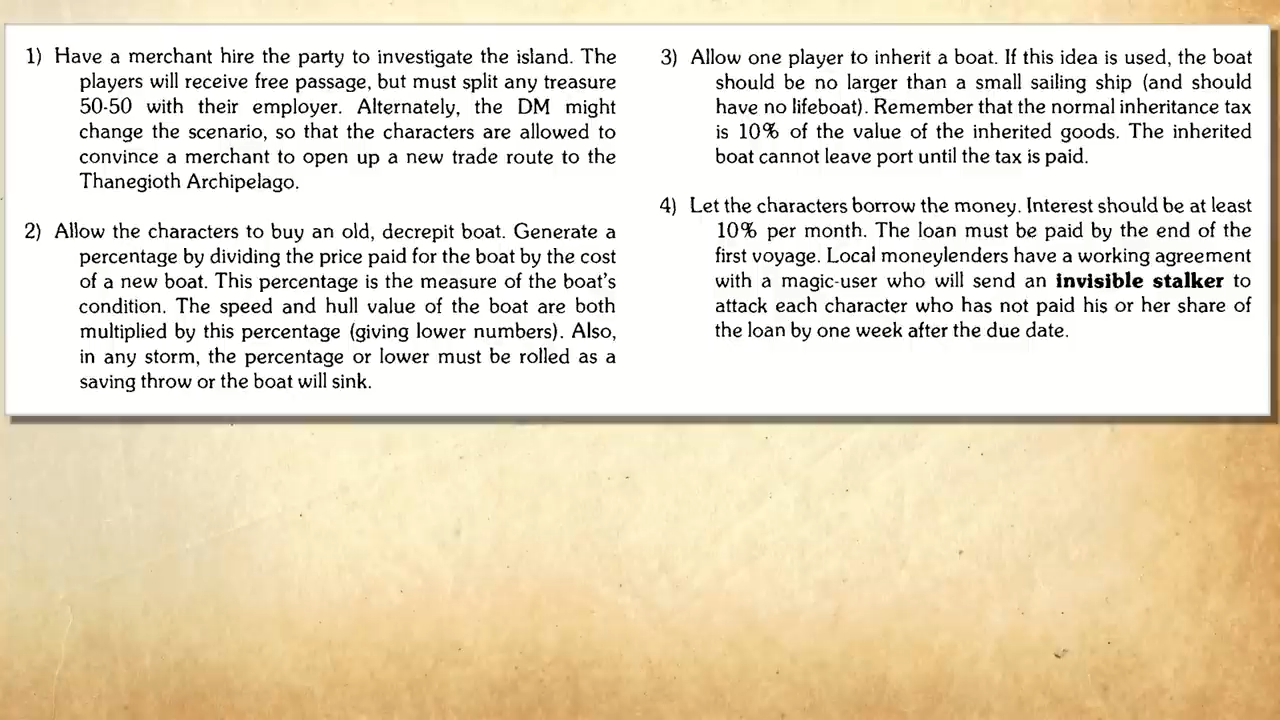 1) Have a merchant hire the party to investigate the island. The
players will receive free passage, but must split any treasure
50-50 with their employer. Alternately, the DM might
change the scenario, so that the characters are allowed to
convince a merchant to open up a new trade route to the
Thanegioth Archipelago.
2) Allow the characters to buy an old, decrepit boat. Generate a
percentage by dividing the price paid for the boat by the cost
of a new boat. This percentage is the measure of the boat's
condition. The speed and hull value of the boat are both
multiplied by this percentage (giving lower numbers). Also,
in any storm, the percentage or lower must be rolled as a
saving throw or the boat will sink.
3) Allow one player to inherit a boat. If this idea is used, the boat
should be no larger than a small sailing ship (and should
have no lifeboat). Remember that the normal inheritance tax
is 10% of the value of the inherited goods. The inherited
boat cannot leave port until the tax is paid.
4) Let the characters borrow the money. Interest should be at least
10% per month. The loan must be paid by the end of the
first voyage. Local moneylenders have a working agreement
with a magic-user who will send an invisible stalker to
attack each character who has not paid his or her share of
the loan by one week after the due date.